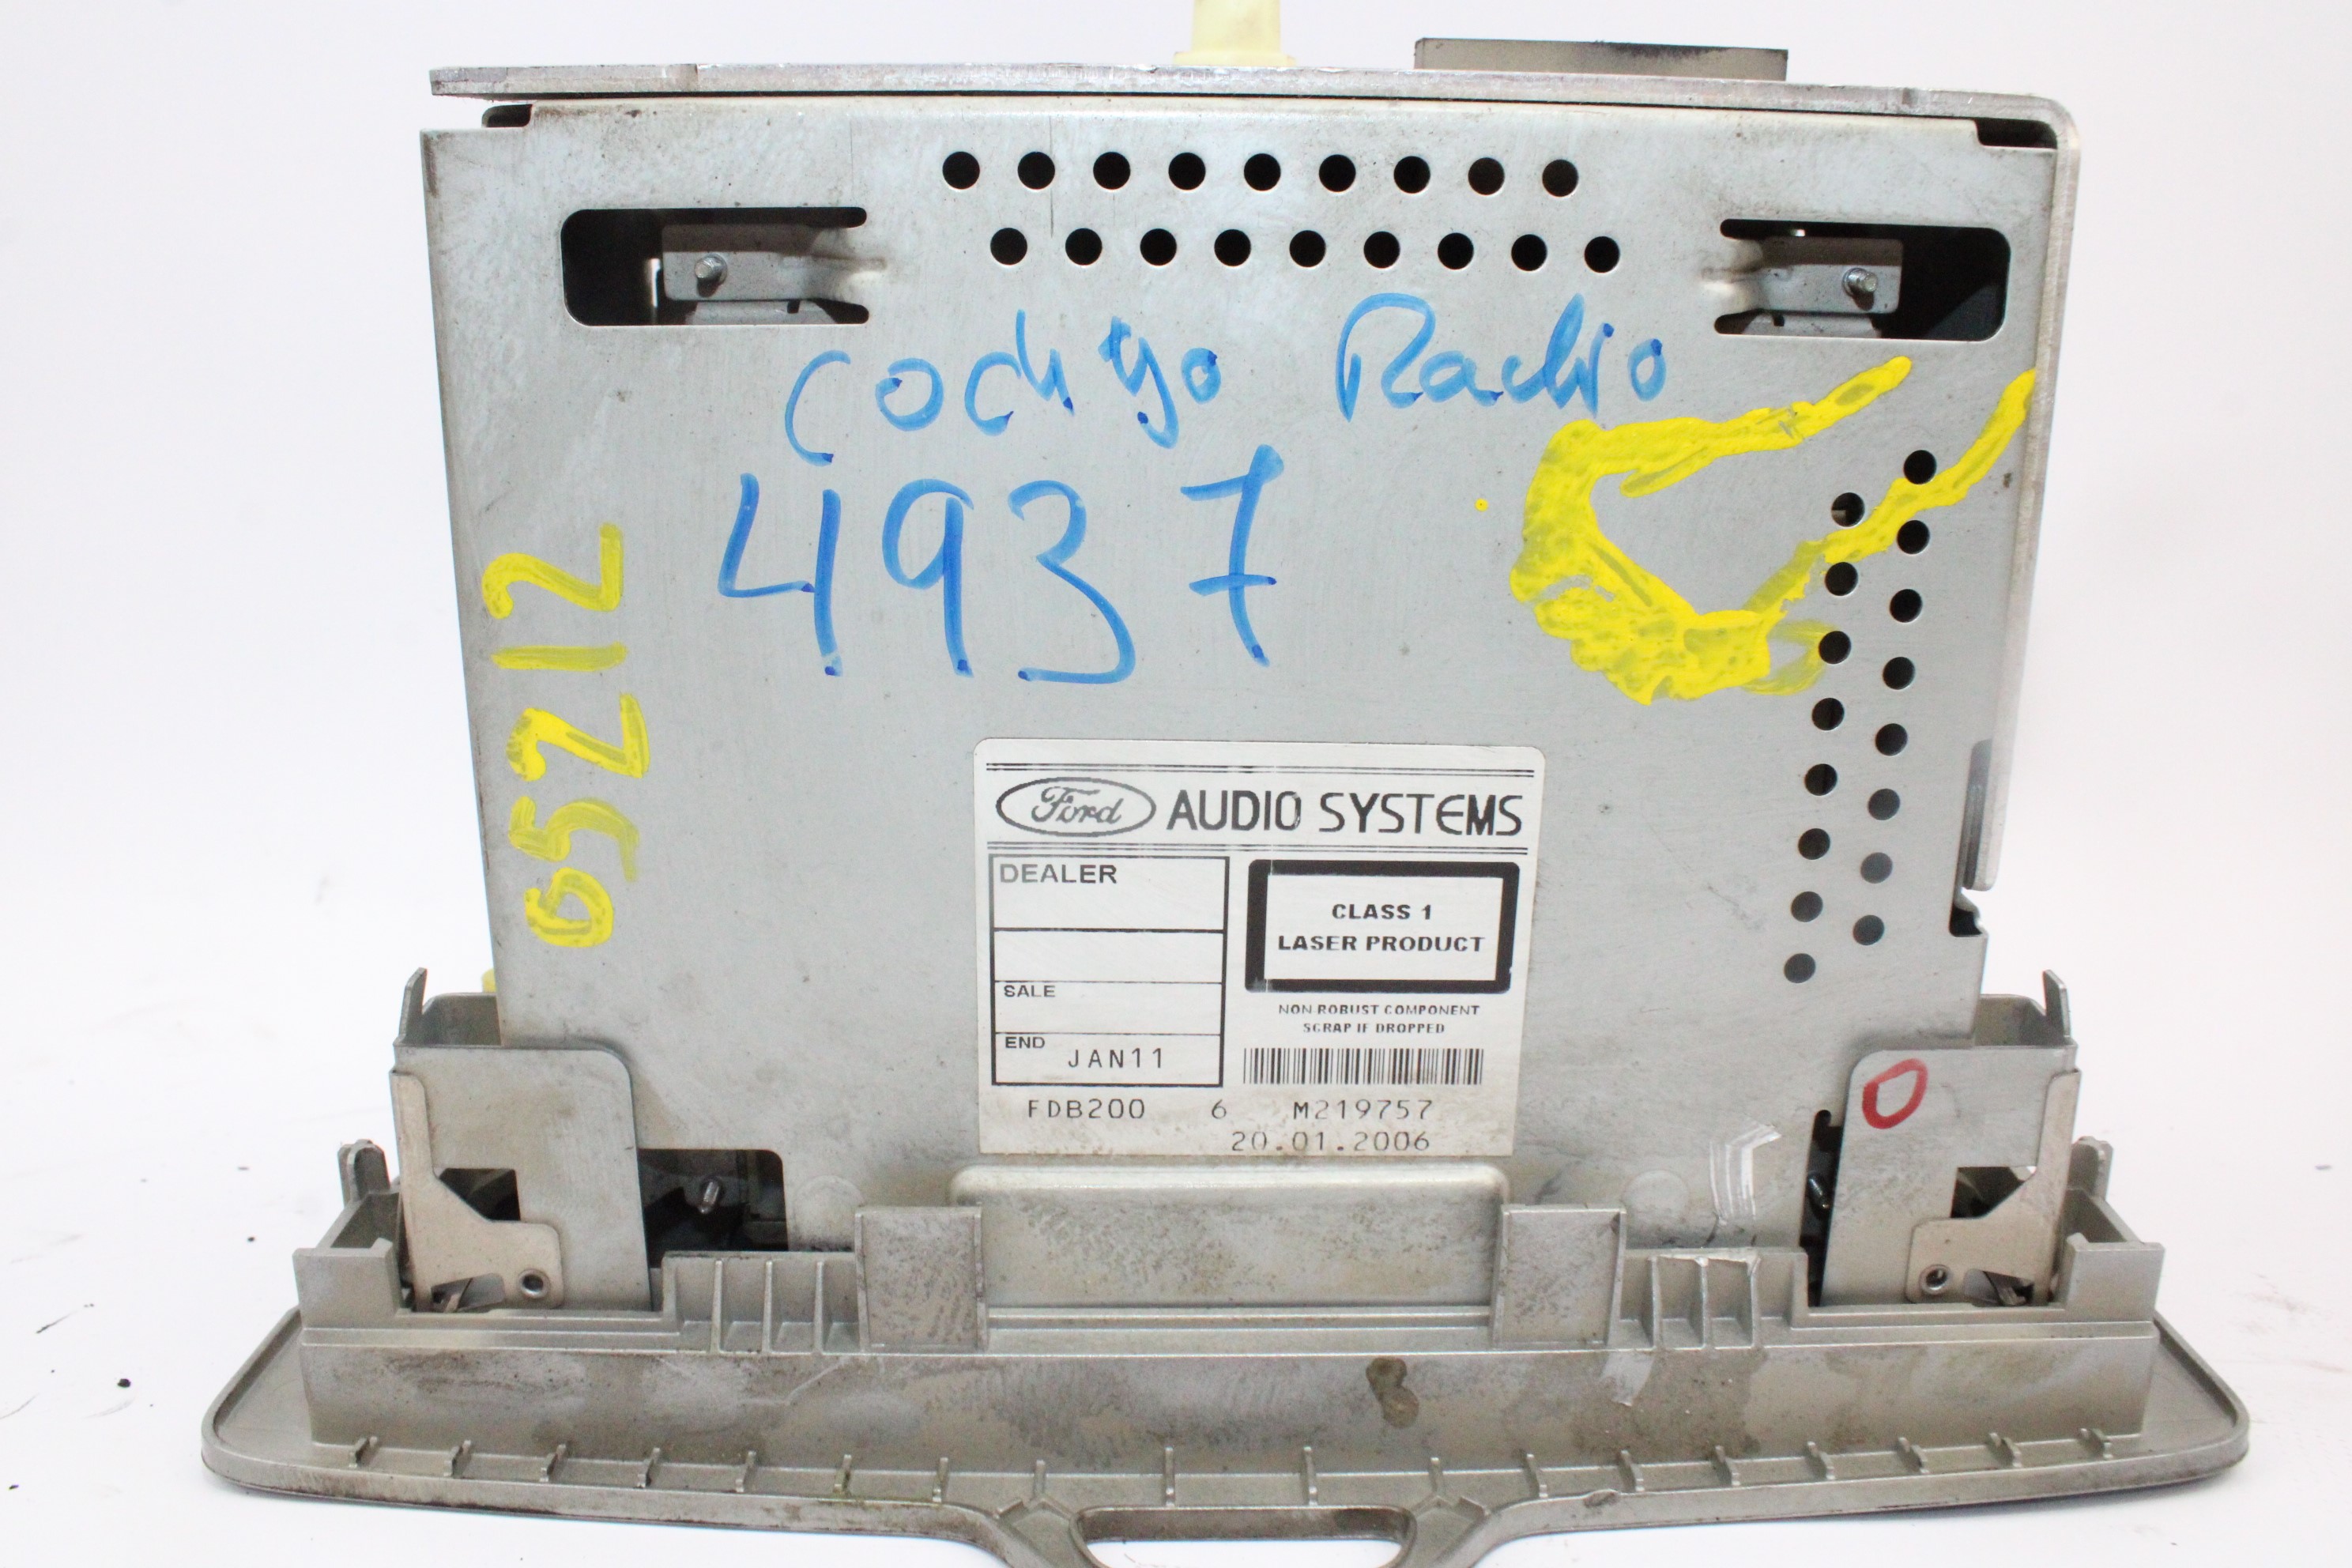 Codigo Radio
4937
65212
Ford AUDIO SYSTEMS
DEALER
SALE
END JAN11
CLASS 1
LASER PRODUCT
NON ROBUST COMPONENT
SCRAP IF DROPPED
FDB200 6 M219757
20.01.2006